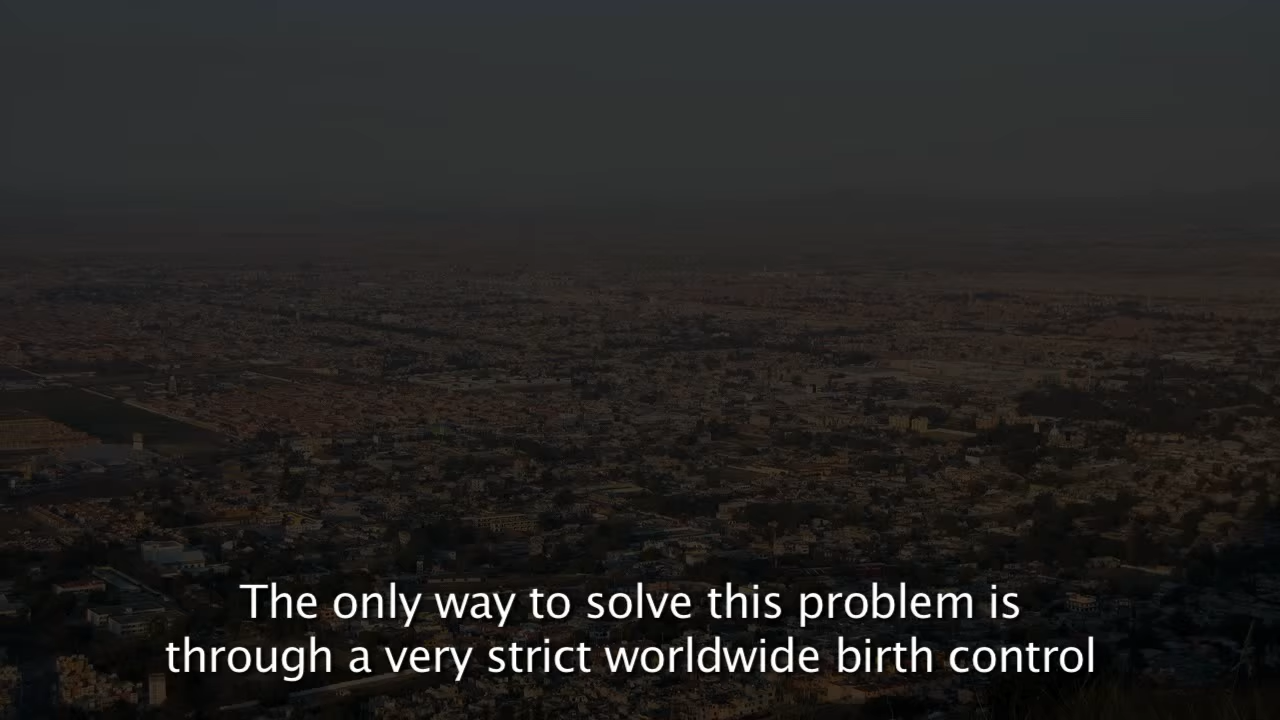 The only way to solve this problem is
through a very strict worldwide birth control